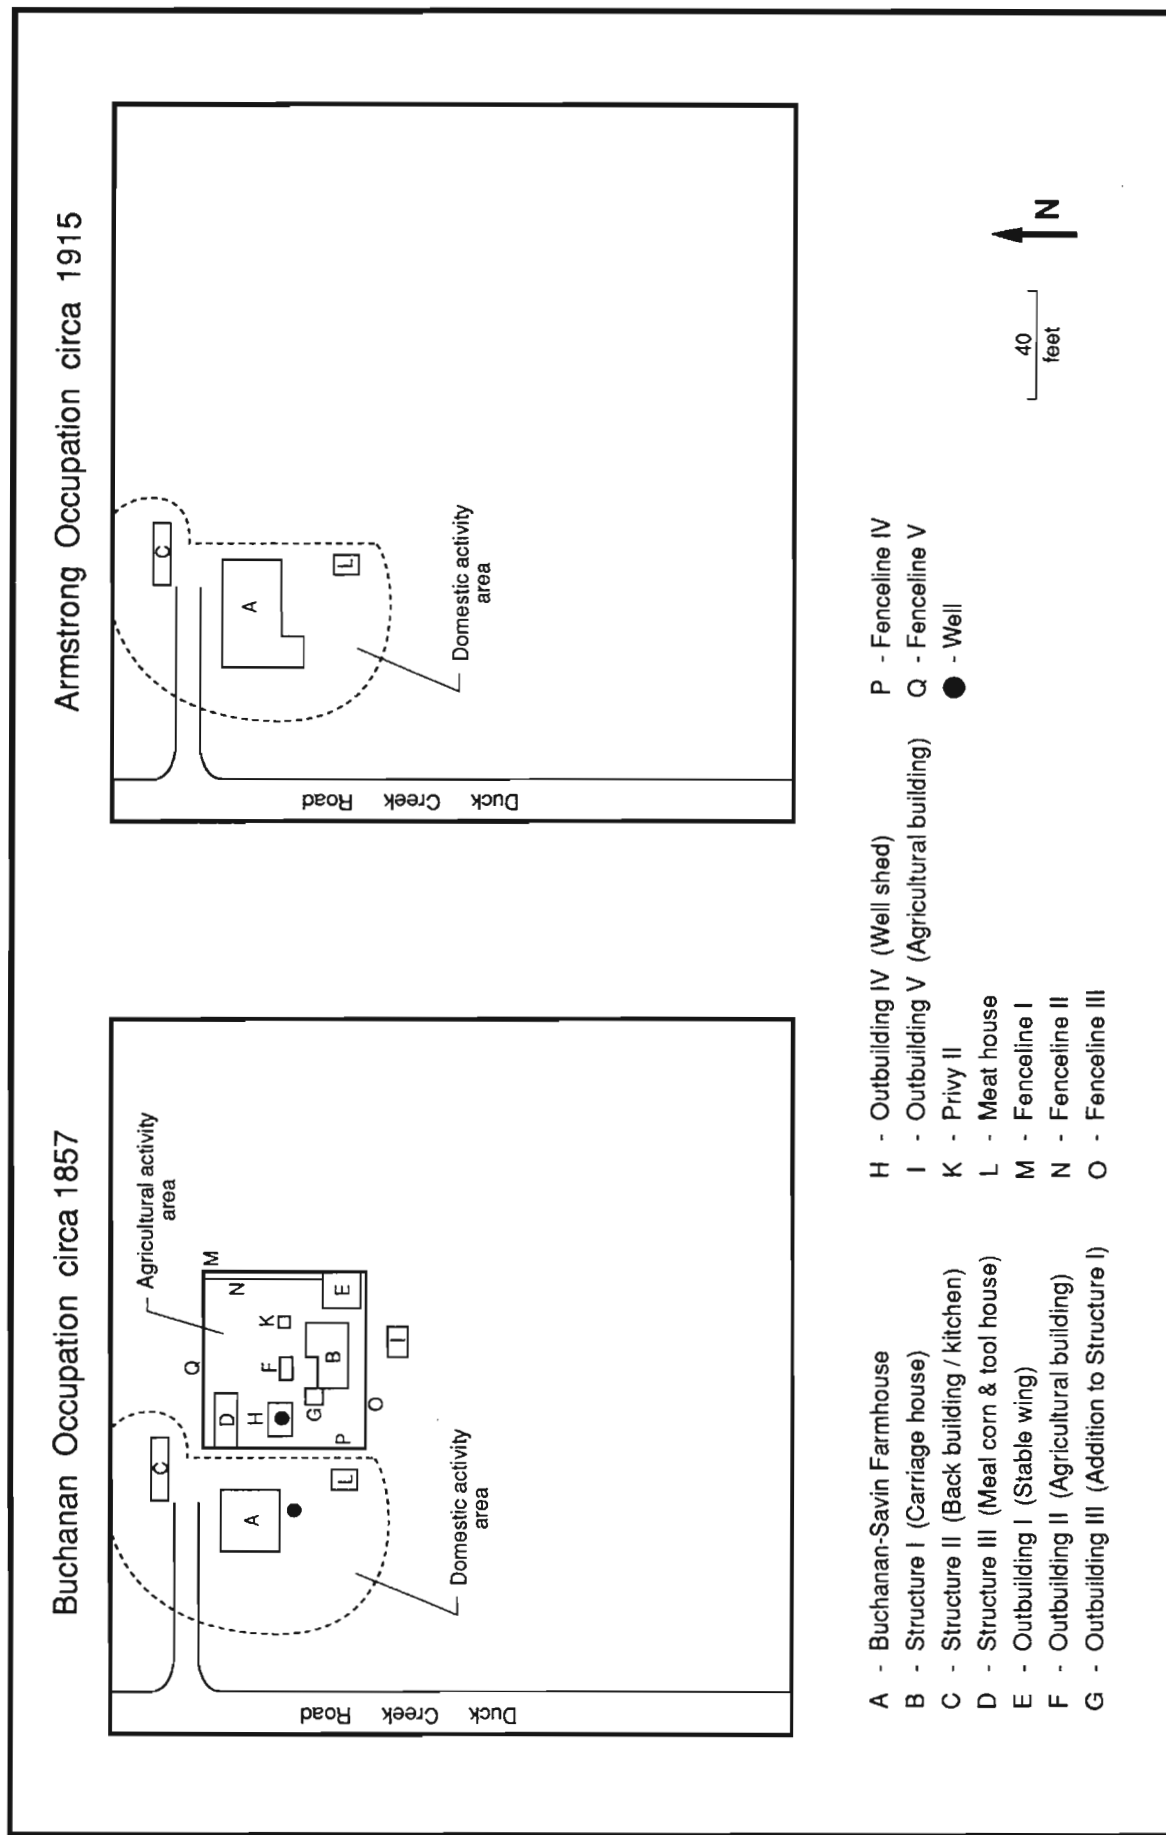 Buchanan Occupation circa 1857
Agricultural activity
area
Q
M
C
D
N
H
F
K
A
G
B
E
P
L
O
I
Domestic activity
area
Duck Creek Road
Armstrong Occupation circa 1915
C
A
L
Domestic activity
area
Duck Creek Road
A - Buchanan-Savin Farmhouse
B - Structure I (Carriage house)
C - Structure II (Back building / kitchen)
D - Structure III (Meal corn & tool house)
E - Outbuilding I (Stable wing)
F - Outbuilding II (Agricultural building)
G - Outbuilding III (Addition to Structure I)
H - Outbuilding IV (Well shed)
I - Outbuilding V (Agricultural building)
K - Privy II
L - Meat house
M - Fenceline I
N - Fenceline II
O - Fenceline III
P - Fenceline IV
Q - Fenceline V
● - Well
40
feet
N